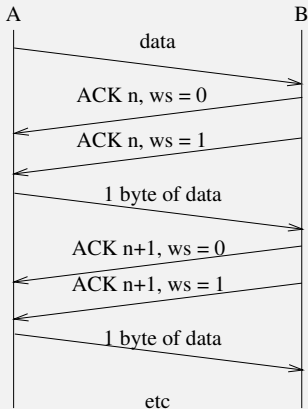 A B
data
ACK n, ws = 0
ACK n, ws = 1
1 byte of data
ACK n+1, ws = 0
ACK n+1, ws = 1
1 byte of data
etc